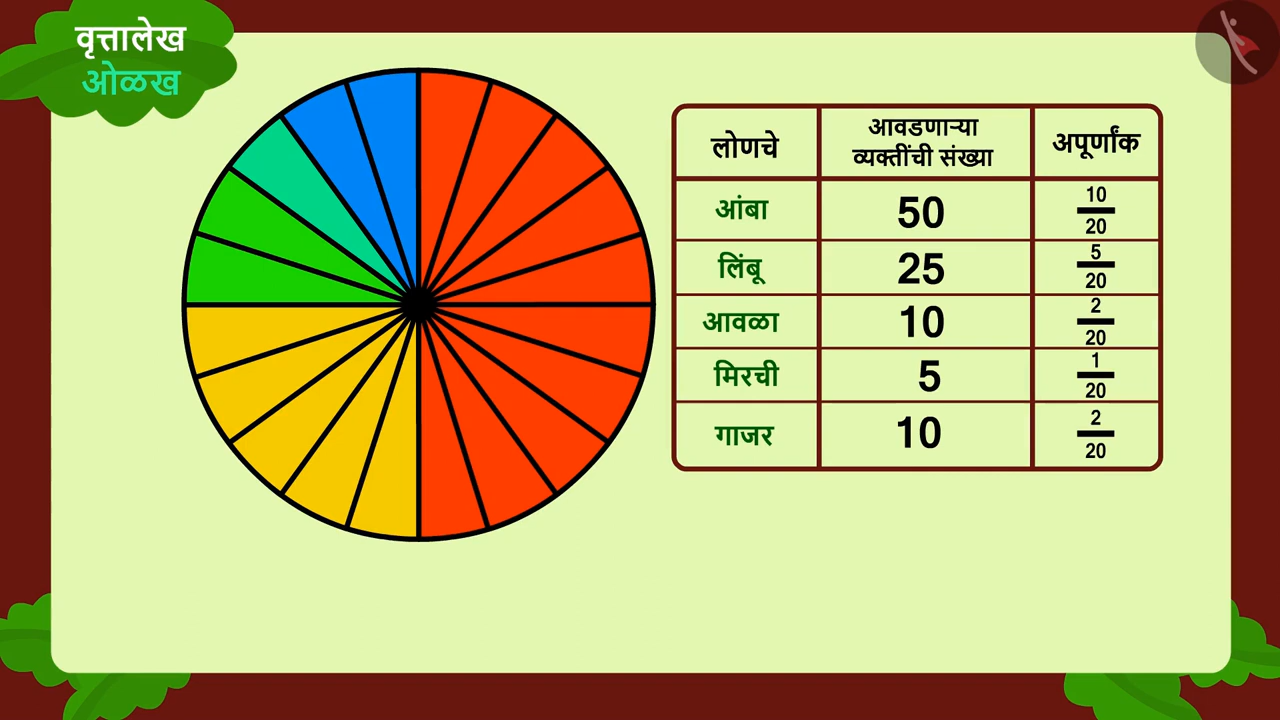 वृत्तालेख
ओळख
लोणचे
आवडणाऱ्या
व्यक्तींची संख्या
अपूर्णांक
आंबा 50 10/20
लिंबू 25 5/20
आवळा 10 2/20
मिरची 5 1/20
गाजर 10 2/20